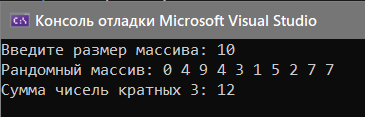 Консоль отладки Microsoft Visual Studio
Введите размер массива: 10
Рандомный массив: 0 4 9 4 3 1 5 2 7 7
Сумма чисель кратных 3: 12